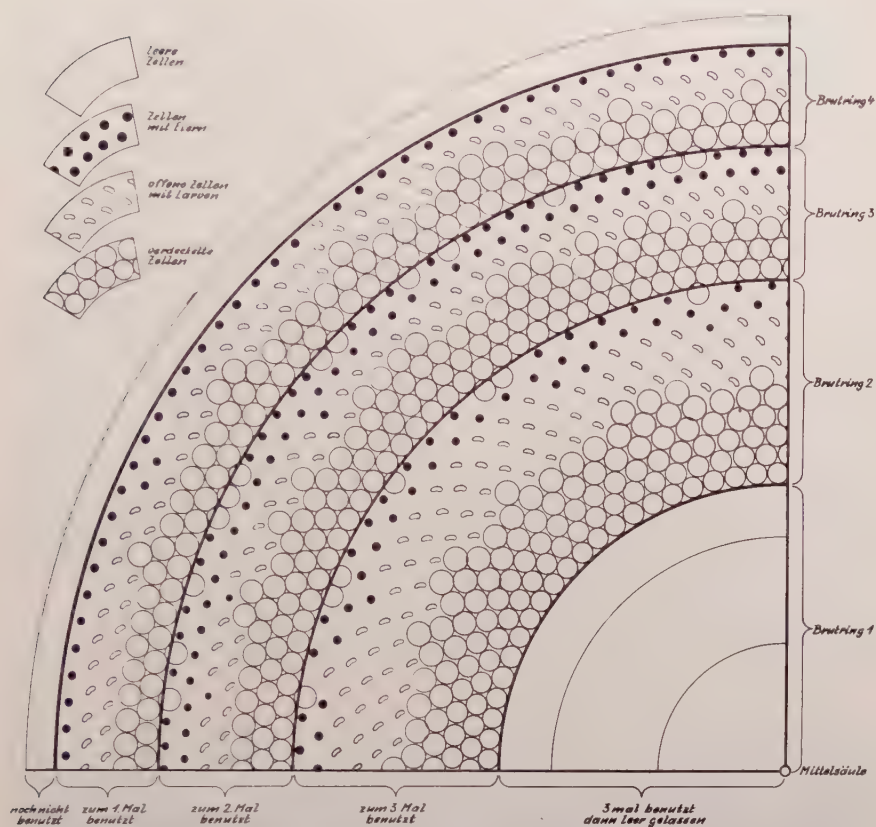 leere
Zellen
Zellen
mit Eiern
offene Zellen
mit Larven
verdeckelte
Zellen
Brutring 4
Brutring 3
Brutring 2
Brutring 1
Mittelsäule
noch nicht
benutzt
zum 1. Mal
benutzt
zum 2. Mal
benutzt
zum 3. Mal
benutzt
3 mal benutzt
dann leer gelassen